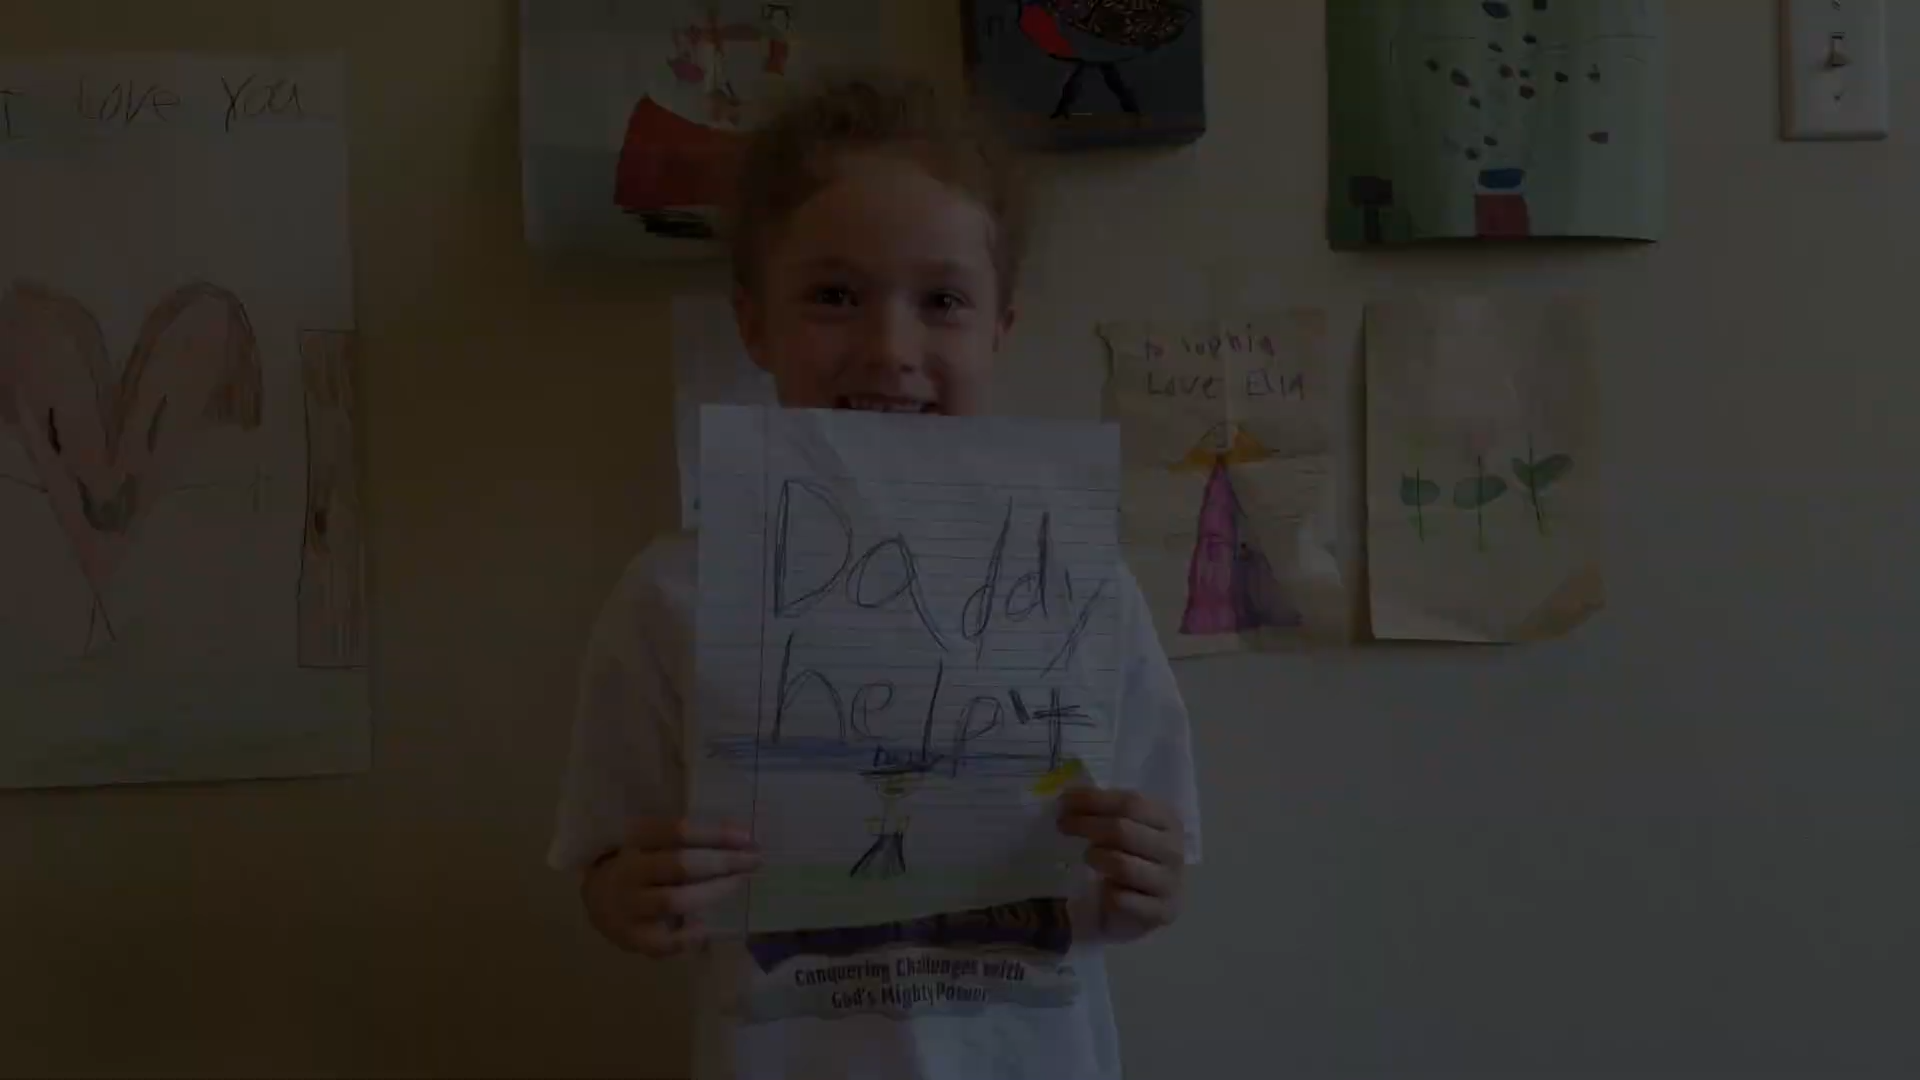 I Love You
to Sophia
Love Ella
Daddy
help't
Conquering Challenges with
God's Mighty Power